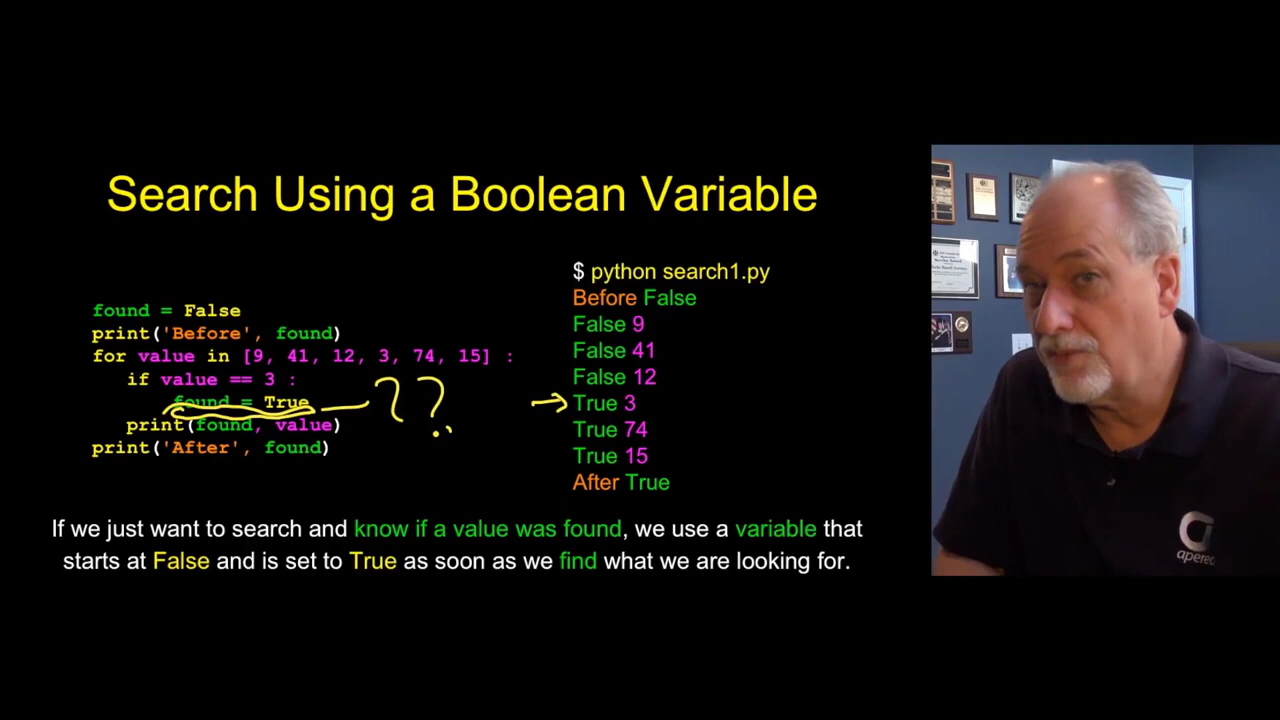 Search Using a Boolean Variable
found = False
print('Before', found)
for value in [9, 41, 12, 3, 74, 15] :
if value == 3 :
found = True
print(found, value)
print('After', found)
??
$ python search1.py
Before False
False 9
False 41
False 12
True 3
True 74
True 15
After True
If we just want to search and know if a value was found, we use a variable that
starts at False and is set to True as soon as we find what we are looking for.
apereo